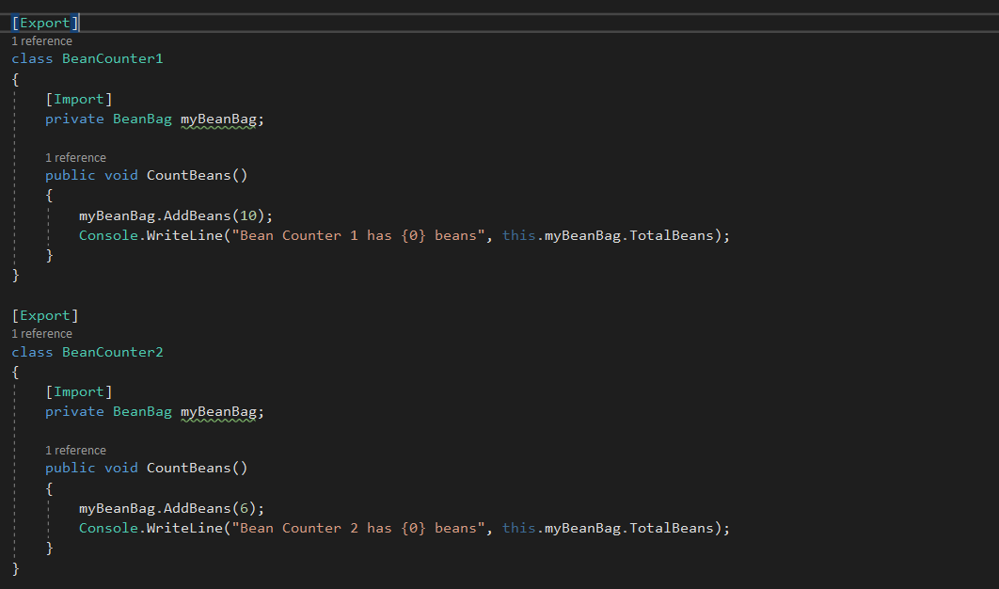 [Export]
1 reference
class BeanCounter1
{
[Import]
private BeanBag myBeanBag;
1 reference
public void CountBeans()
{
myBeanBag.AddBeans(10);
Console.WriteLine("Bean Counter 1 has {0} beans", this.myBeanBag.TotalBeans);
}
}
[Export]
1 reference
class BeanCounter2
{
[Import]
private BeanBag myBeanBag;
1 reference
public void CountBeans()
{
myBeanBag.AddBeans(6);
Console.WriteLine("Bean Counter 2 has {0} beans", this.myBeanBag.TotalBeans);
}
}